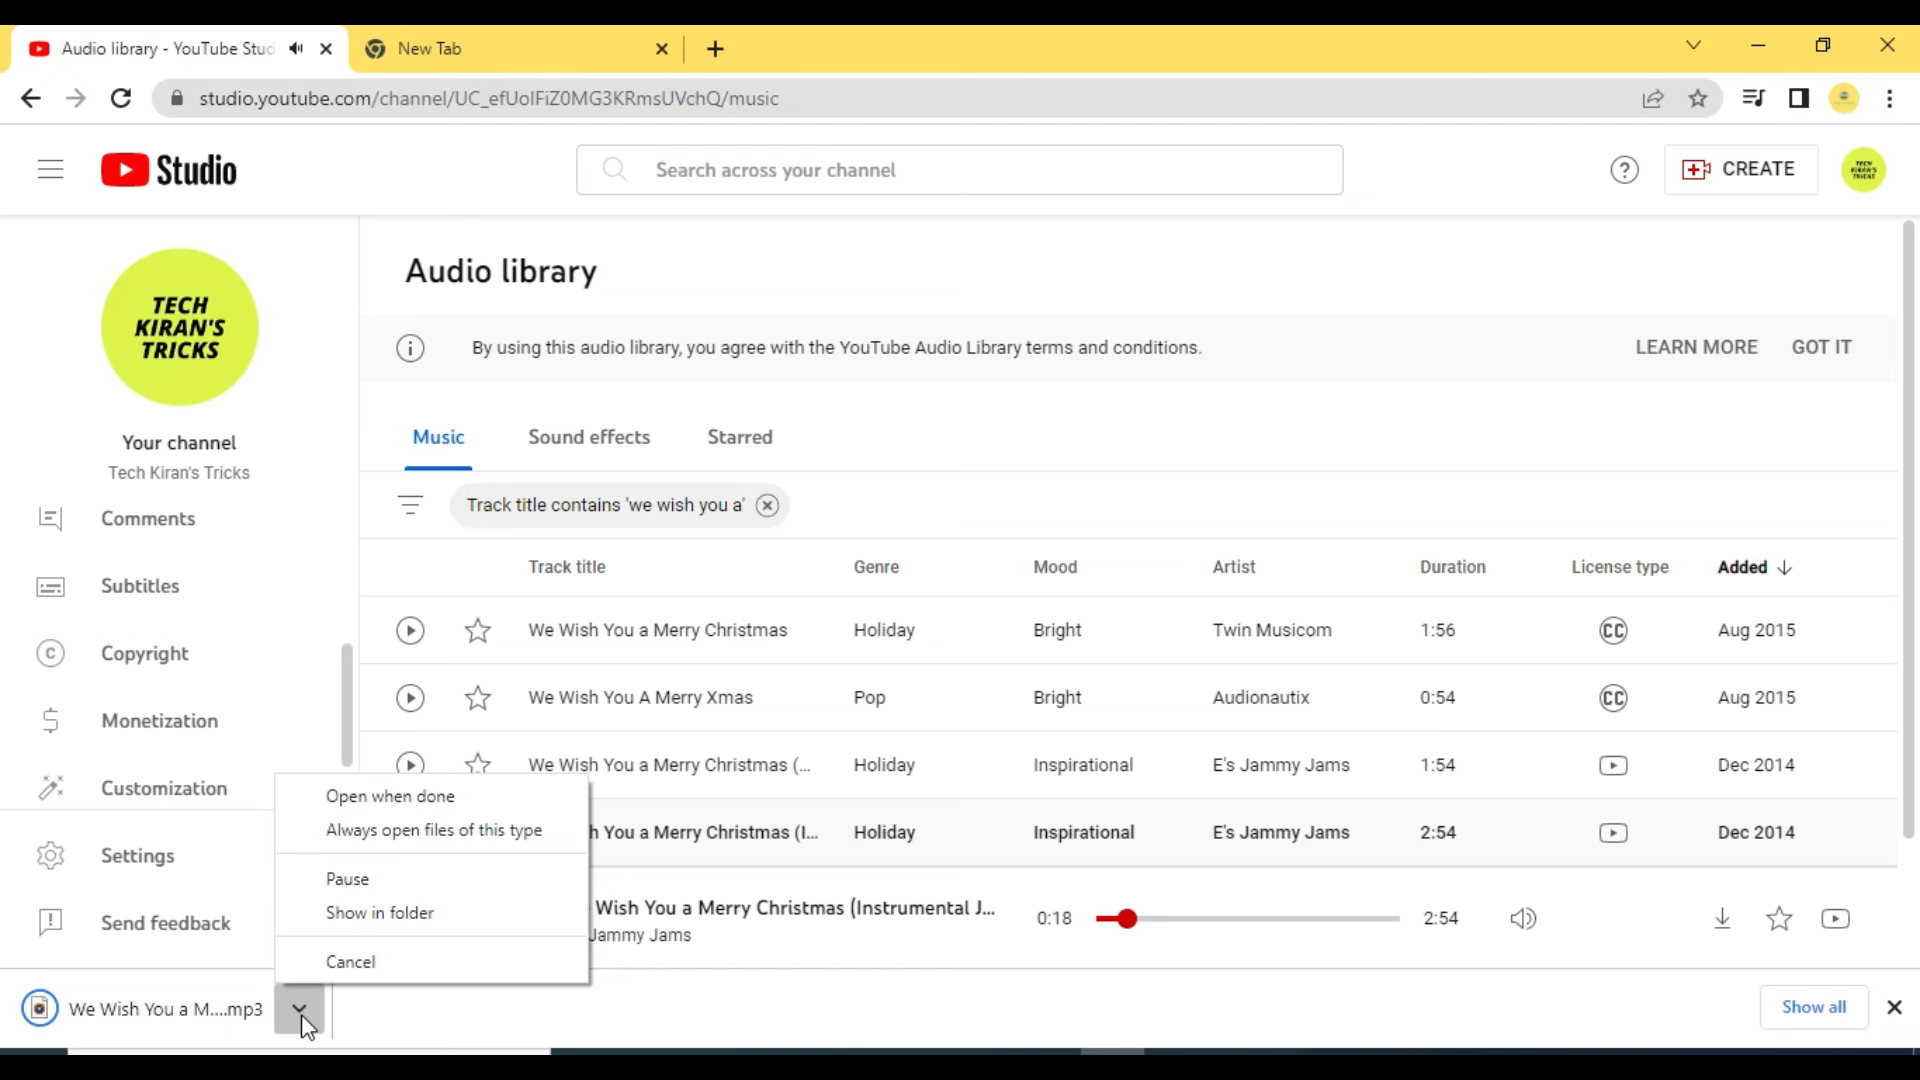 Audio library - YouTube Stud
New Tab
studio.youtube.com/channel/UC_efUolFiZ0MG3KRmsUVchQ/music
Studio
Search across your channel
CREATE
TECH KIRAN'S TRICKS
TECH
KIRAN'S
TRICKS
Your channel
Tech Kiran's Tricks
Comments
Subtitles
Copyright
Monetization
Customization
Settings
Send feedback
Audio library
By using this audio library, you agree with the YouTube Audio Library terms and conditions. LEARN MORE GOT IT
Music Sound effects Starred
Track title contains 'we wish you a'
Track title Genre Mood Artist Duration License type Added
We Wish You a Merry Christmas Holiday Bright Twin Musicom 1:56 Aug 2015
We Wish You A Merry Xmas Pop Bright Audionautix 0:54 Aug 2015
We Wish You a Merry Christmas (... Holiday Inspirational E's Jammy Jams 1:54 Dec 2014
h You a Merry Christmas (I... Holiday Inspirational E's Jammy Jams 2:54 Dec 2014
Wish You a Merry Christmas (Instrumental J... 0:18 2:54
Jammy Jams
Open when done
Always open files of this type
Pause
Show in folder
Cancel
We Wish You a M....mp3
Show all